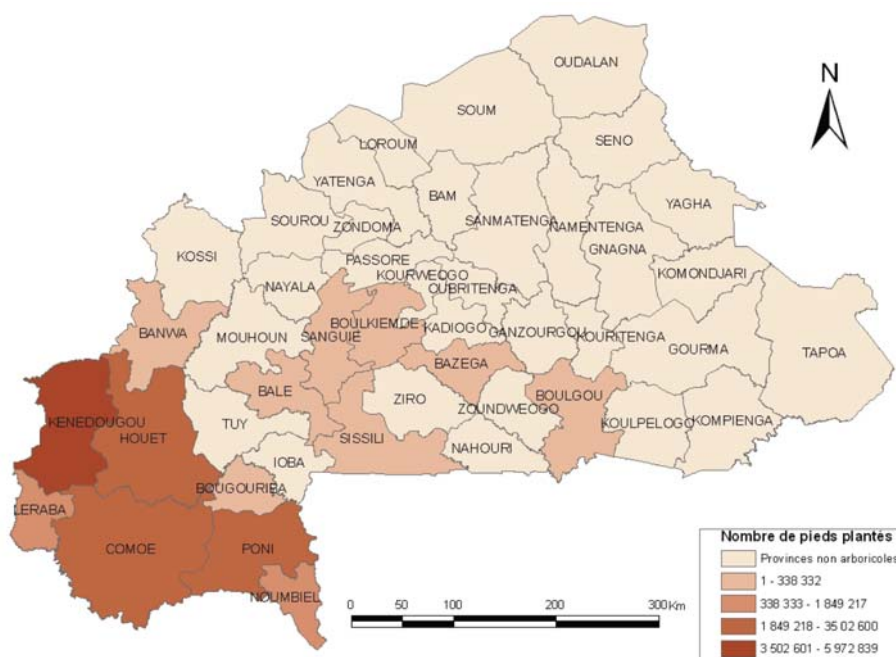 OUDALAN
N
SOUM
LOROUM
SENO
YATENGA
BAM
YAGHA
SOUROU
ZONDOMA
SANMATENGA
NAMENTENGA
KOSSI
PASSORE
GNAGNA
KOURWEOGO
KOMONDJARI
NAYALA
OUBRITENGA
BANWA
MOUHOUN
BOULKIEMDE
SANGUIE
KADIOGO
GANZOURGOU
KOURITENGA
GOURMA
TAPOA
BAZEGA
BALE
ZIRO
BOULGOU
ZOUNDWEOGO
KENEDOUGOU
HOUET
TUY
SISSILI
KOULPELOGO
KOMPIENGA
NAHOURI
IOBA
BOUGOURIBA
LERABA
COMOE
PONI
NOUMBIEL
0 50 100 200 300 Km
Nombre de pieds plantés
Provinces non arboricoles
1 - 338 332
338 333 - 1 849 217
1 849 218 - 35 02 600
3 502 601 - 5 972 839